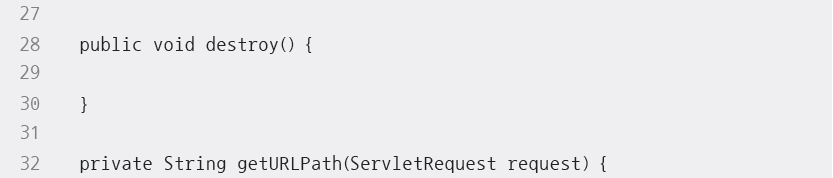 27
28 public void destroy() {
29
30 }
31
32 private String getURLPath(ServletRequest request) {